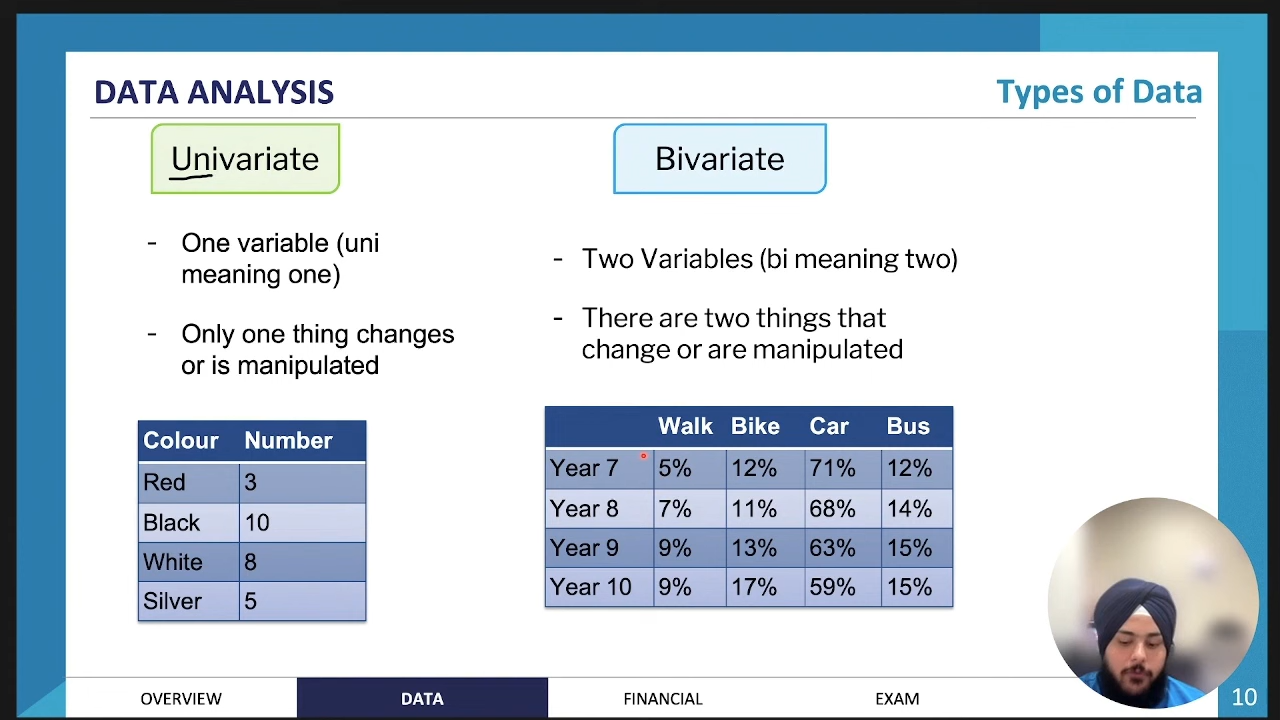 DATA ANALYSIS
Types of Data
Univariate
- One variable (uni
meaning one)
- Only one thing changes
or is manipulated
Colour Number
Red 3
Black 10
White 8
Silver 5
Bivariate
- Two Variables (bi meaning two)
- There are two things that
change or are manipulated
Walk Bike Car Bus
Year 7 5% 12% 71% 12%
Year 8 7% 11% 68% 14%
Year 9 9% 13% 63% 15%
Year 10 9% 17% 59% 15%
OVERVIEW DATA FINANCIAL EXAM
10